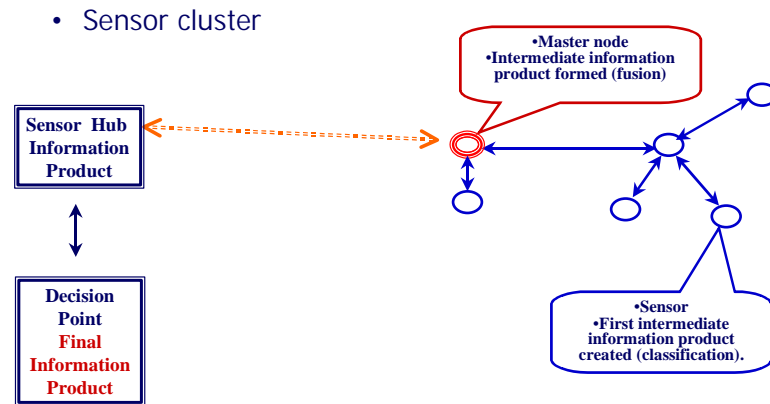 • Sensor cluster
•Master node
•Intermediate information
product formed (fusion)
Sensor Hub
Information
Product
Decision
Point
Final
Information
Product
•Sensor
•First intermediate
information product
created (classification).